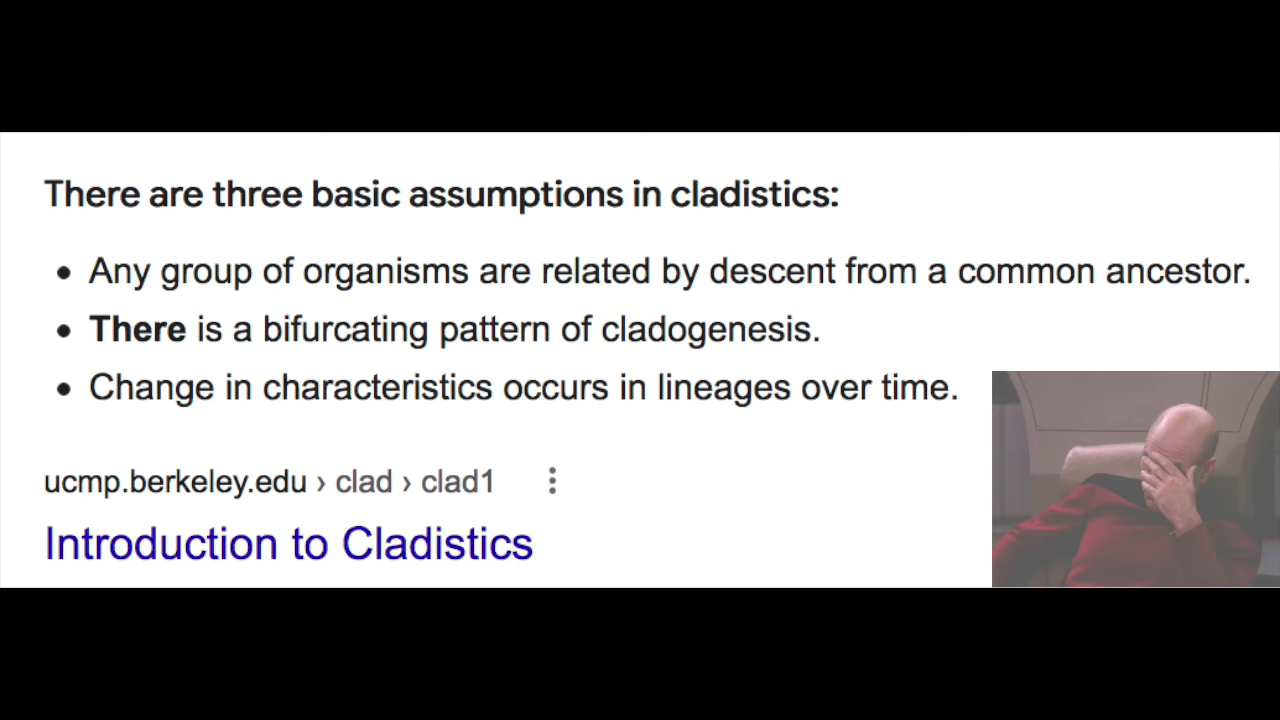 There are three basic assumptions in cladistics:
• Any group of organisms are related by descent from a common ancestor.
• There is a bifurcating pattern of cladogenesis.
• Change in characteristics occurs in lineages over time.
ucmp.berkeley.edu › clad › clad1
Introduction to Cladistics